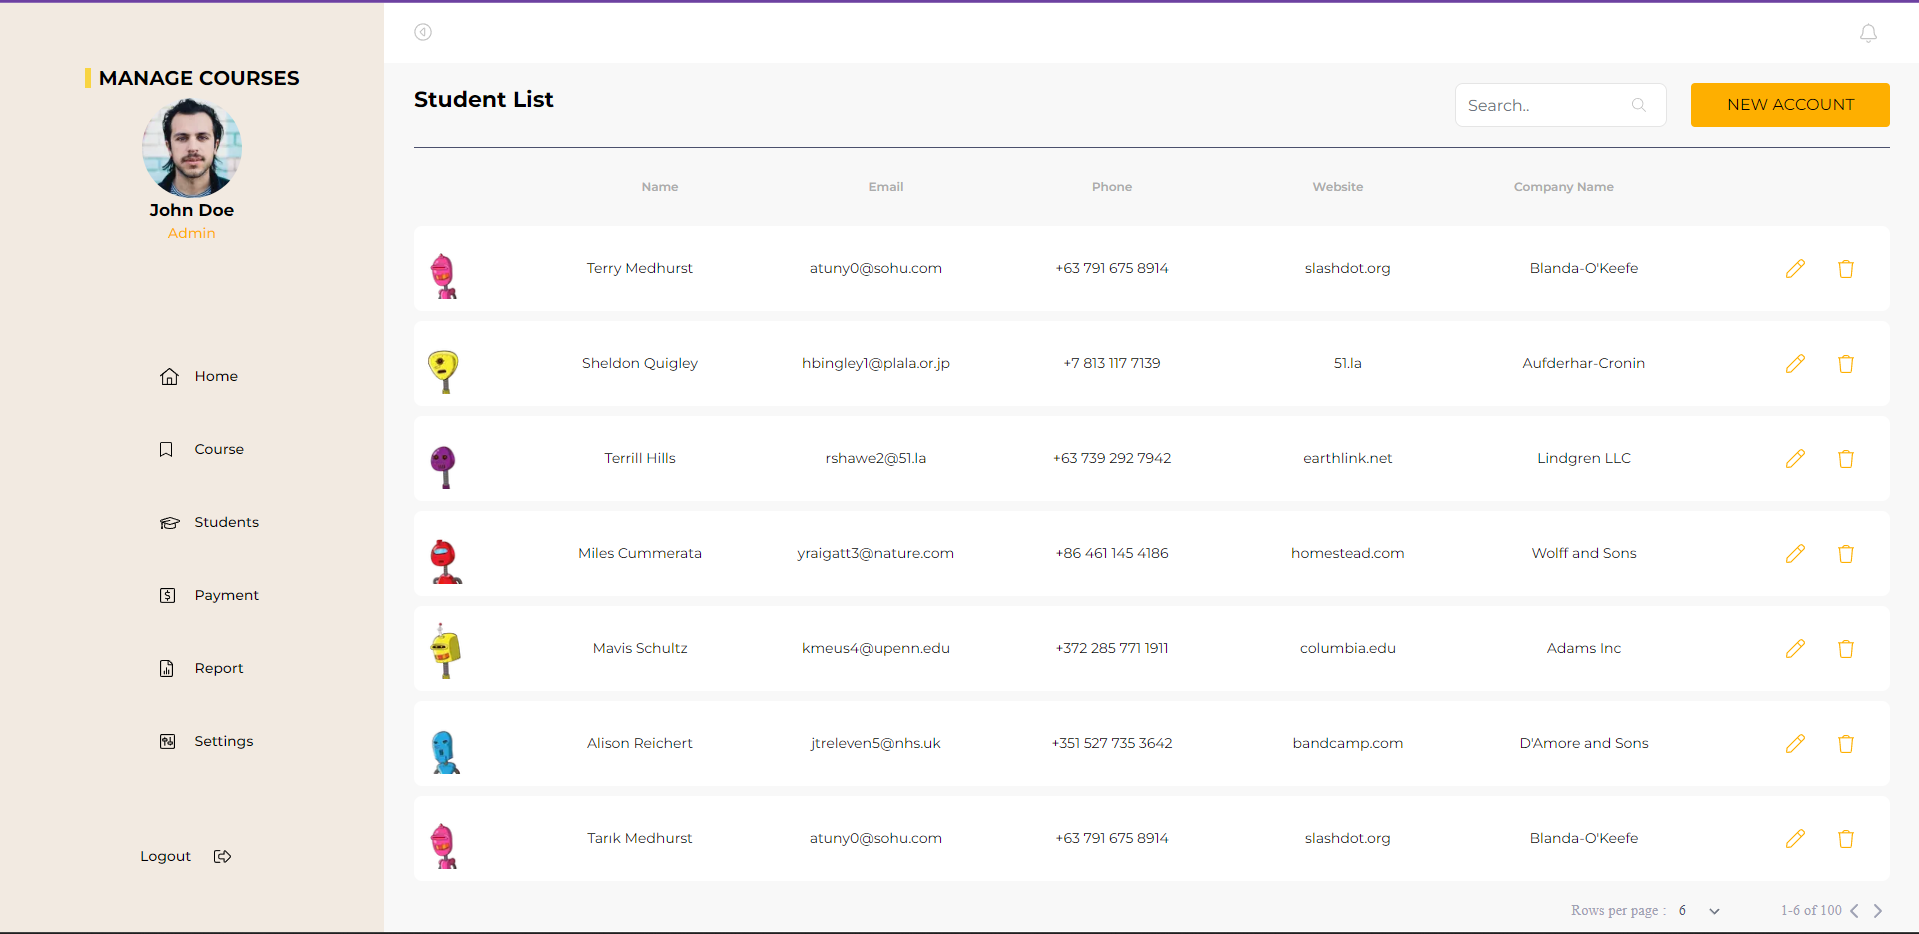 MANAGE COURSES
John Doe
Admin
Home
Course
Students
Payment
Report
Settings
Logout
Student List
Search..
NEW ACCOUNT
Name Email Phone Website Company Name
Terry Medhurst atuny0@sohu.com +63 791 675 8914 slashdot.org Blanda-O'Keefe
Sheldon Quigley hbingley1@plala.or.jp +7 813 117 7139 51.la Aufderhar-Cronin
Terrill Hills rshawe2@51.la +63 739 292 7942 earthlink.net Lindgren LLC
Miles Cummerata yraigatt3@nature.com +86 461 145 4186 homestead.com Wolff and Sons
Mavis Schultz kmeus4@upenn.edu +372 285 771 1911 columbia.edu Adams Inc
Alison Reichert jtreleven5@nhs.uk +351 527 735 3642 bandcamp.com D'Amore and Sons
Tarık Medhurst atuny0@sohu.com +63 791 675 8914 slashdot.org Blanda-O'Keefe
Rows per page : 6 1-6 of 100